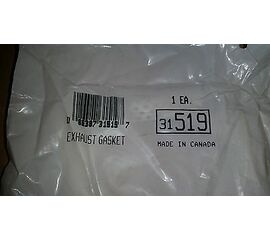 1 EA.
31519
EXHAUST GASKET
MADE IN CANADA